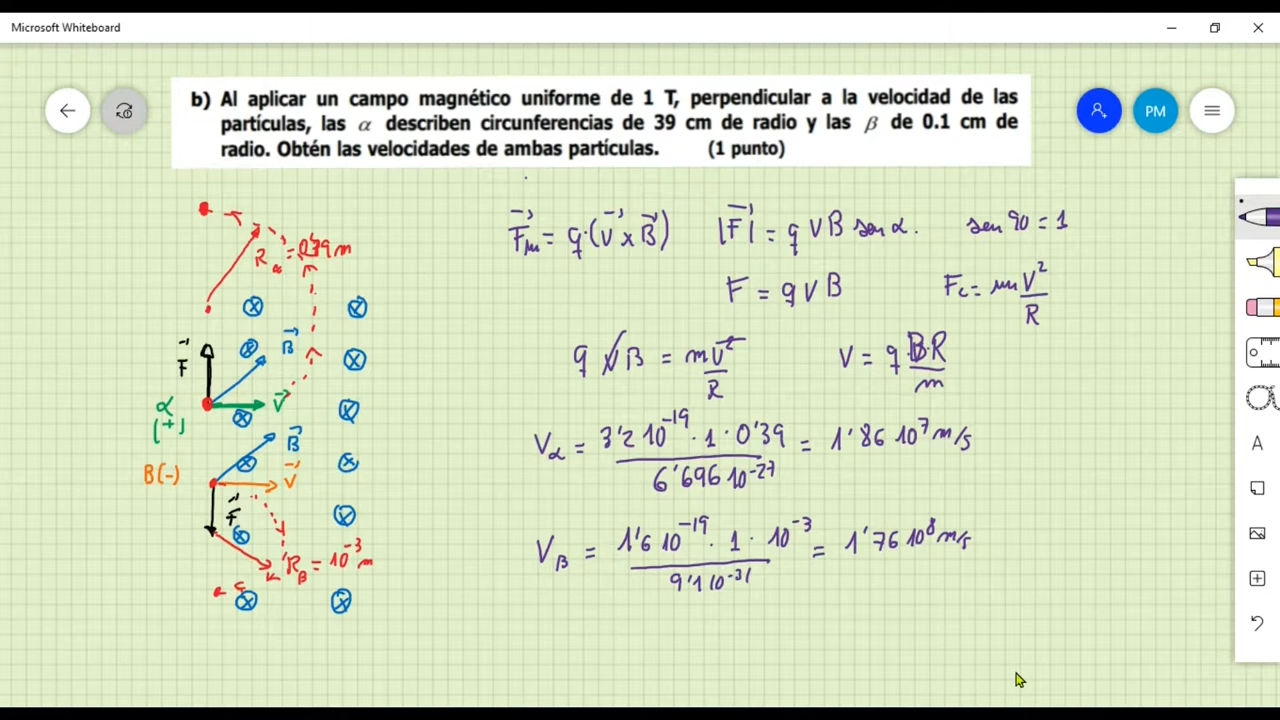 Microsoft Whiteboard
b) Al aplicar un campo magnético uniforme de 1 T, perpendicular a la velocidad de las
partículas, las α describen circunferencias de 39 cm de radio y las β de 0.1 cm de
radio. Obtén las velocidades de ambas partículas. (1 punto)
PM
F⃗m = q·(v⃗ x B⃗) |F⃗| = q v B sen α. sen 90 = 1
F = q v B Fc = m v²/R
q v B = m v²/R v = q B·R/m
Vα = 3'2 10⁻¹⁹ · 1 · 0'39 / 6'696 10⁻²⁷ = 1'86 10⁷ m/s
Vβ = 1'6 10⁻¹⁹ · 1 · 10⁻³ / 9'1 10⁻³¹ = 1'76 10⁸ m/s
Rα = 0'39 m
B⃗
F⃗
V⃗
α
(+)
B⃗
B(-)
V⃗
F⃗
RB = 10⁻³ m
A